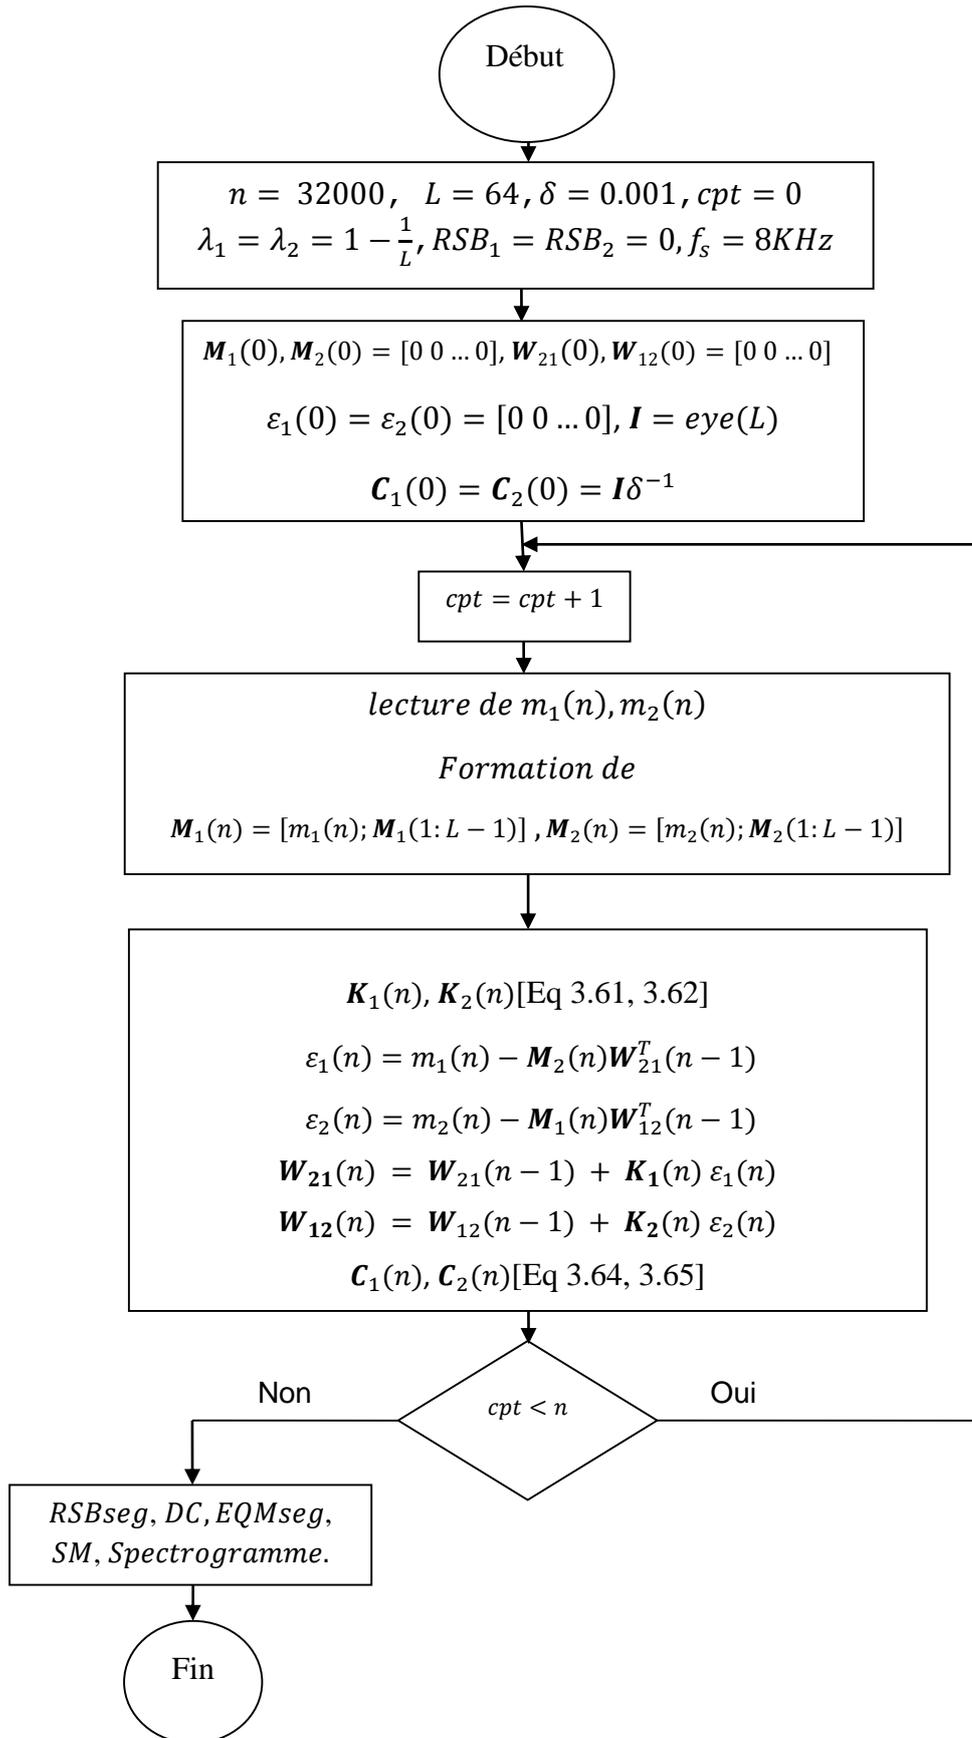 Début
n = 32000, L = 64, δ = 0.001, cpt = 0
λ₁ = λ₂ = 1 − 1/L, RSB₁ = RSB₂ = 0, fₛ = 8KHz
M₁(0), M₂(0) = [0 0 … 0], W₂₁(0), W₁₂(0) = [0 0 … 0]
ε₁(0) = ε₂(0) = [0 0 … 0], I = eye(L)
C₁(0) = C₂(0) = Iδ⁻¹
cpt = cpt + 1
lecture de m₁(n), m₂(n)
Formation de
M₁(n) = [m₁(n); M₁(1: L − 1)] , M₂(n) = [m₂(n); M₂(1: L − 1)]
K₁(n), K₂(n)[Eq 3.61, 3.62]
ε₁(n) = m₁(n) − M₂(n)W₂₁ᵀ(n − 1)
ε₂(n) = m₂(n) − M₁(n)W₁₂ᵀ(n − 1)
W₂₁(n) = W₂₁(n − 1) + K₁(n) ε₁(n)
W₁₂(n) = W₁₂(n − 1) + K₂(n) ε₂(n)
C₁(n), C₂(n)[Eq 3.64, 3.65]
Non
cpt < n
Oui
RSBseg, DC, EQMseg,
SM, Spectrogramme.
Fin